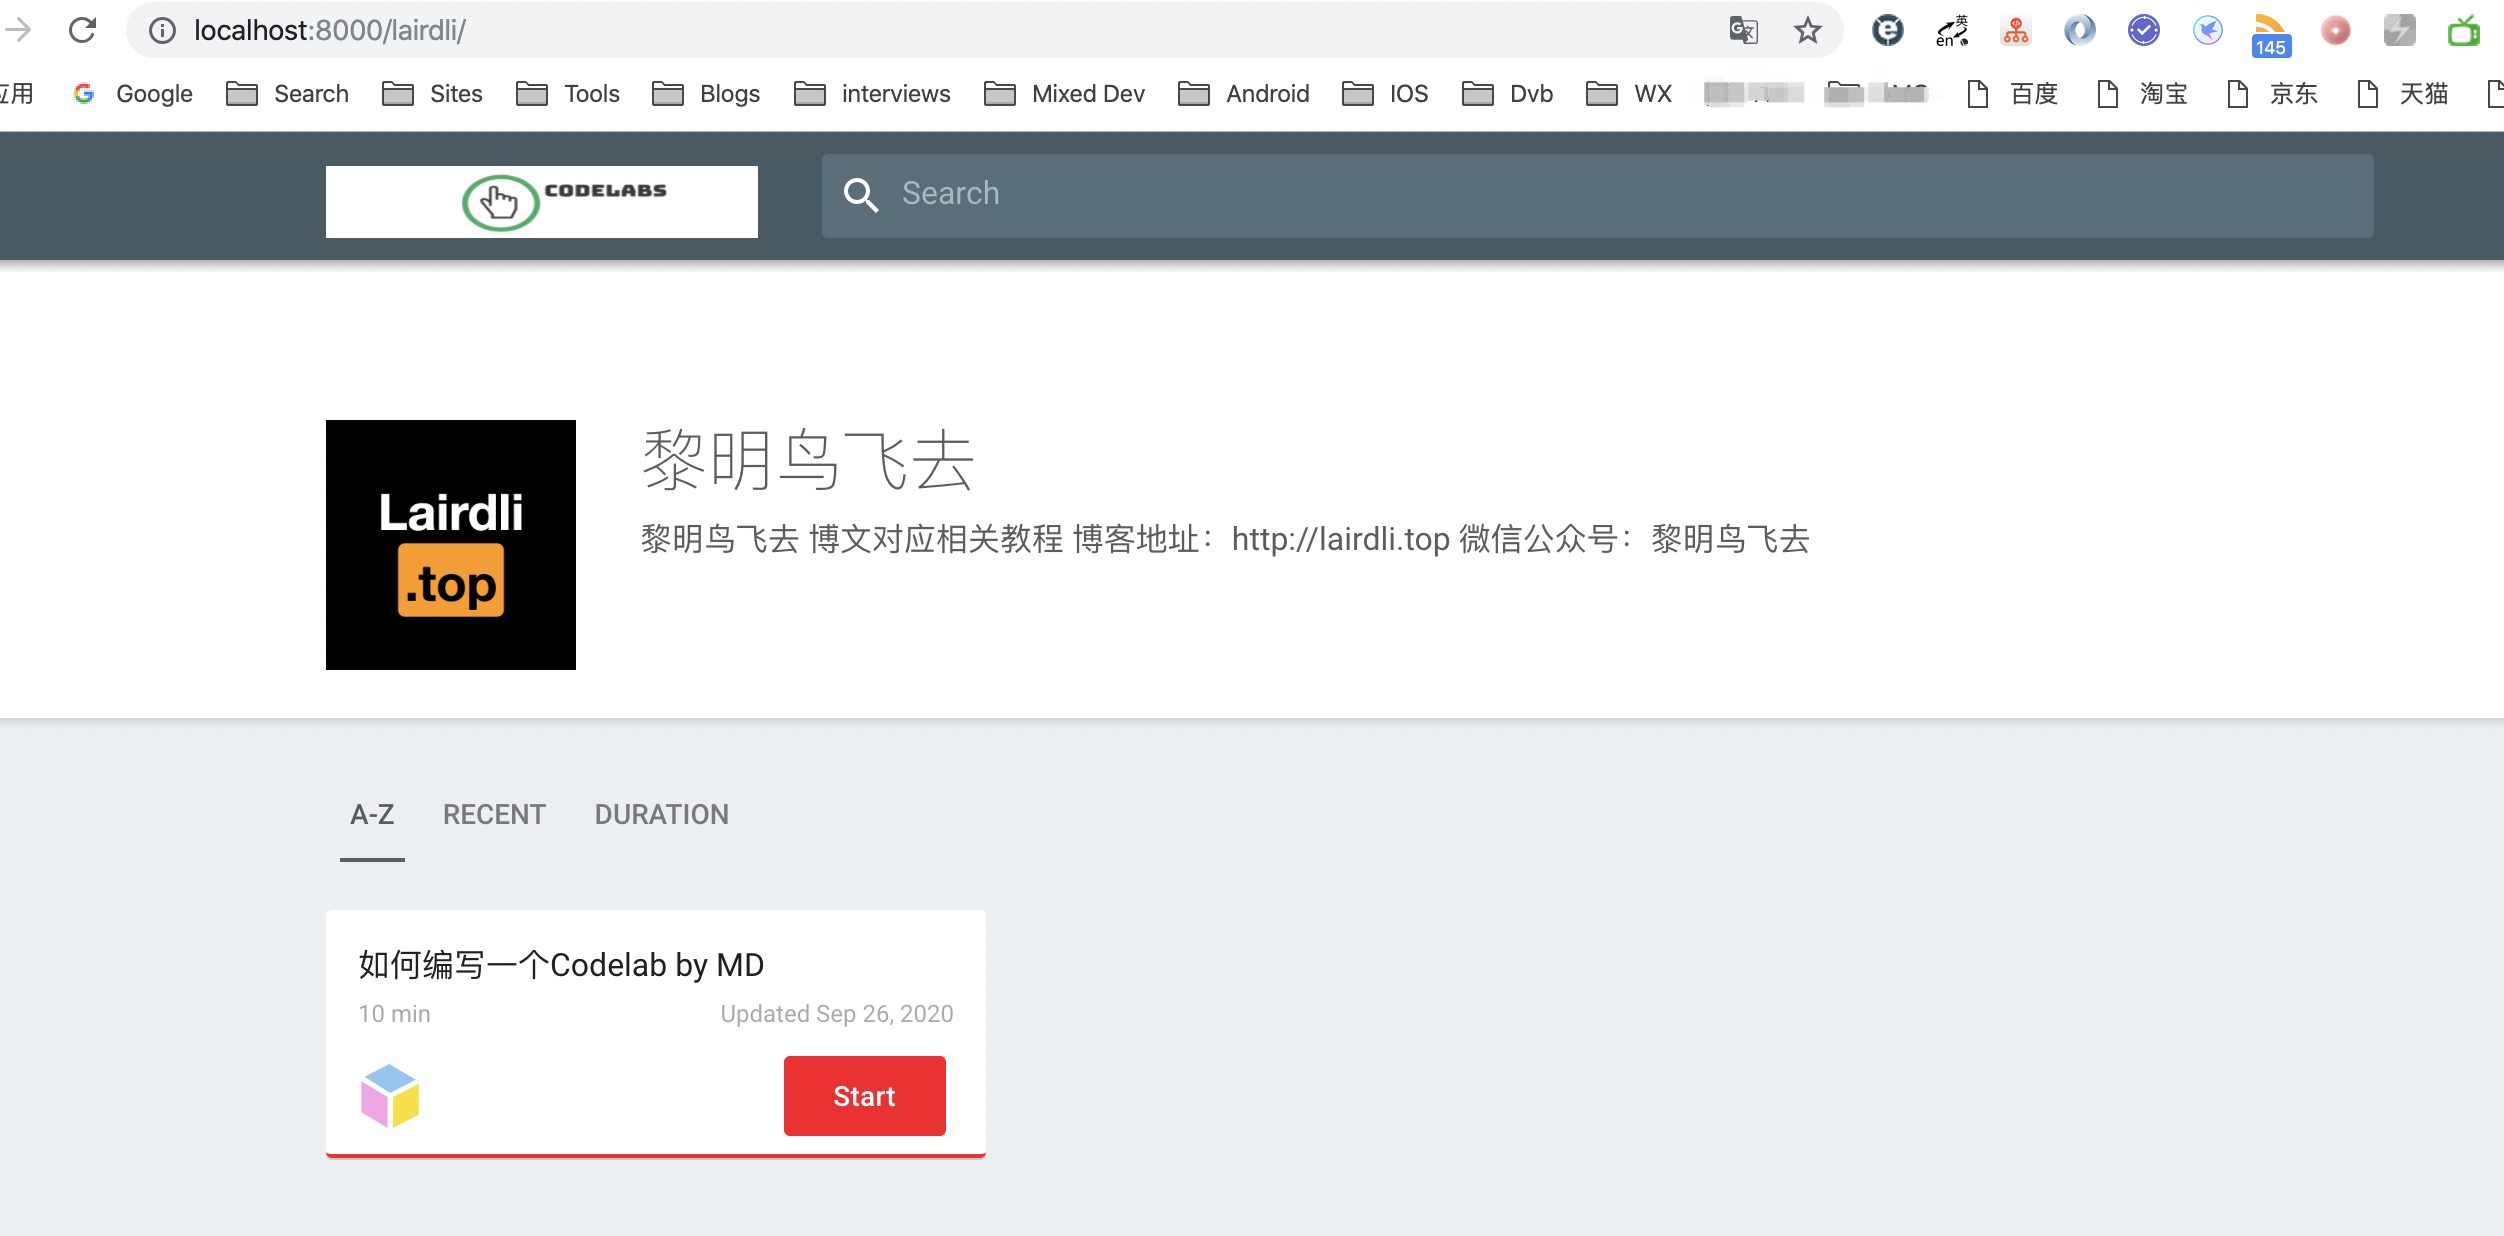 localhost:8000/lairdli/
英
en
145
应用 Google Search Sites Tools Blogs interviews Mixed Dev Android IOS Dvb WX 百度 淘宝 京东 天猫
CODELABS
Search
Lairdli
.top
黎明鸟飞去
黎明鸟飞去 博文对应相关教程 博客地址：http://lairdli.top 微信公众号：黎明鸟飞去
A-Z RECENT DURATION
如何编写一个Codelab by MD
10 min Updated Sep 26, 2020
Start